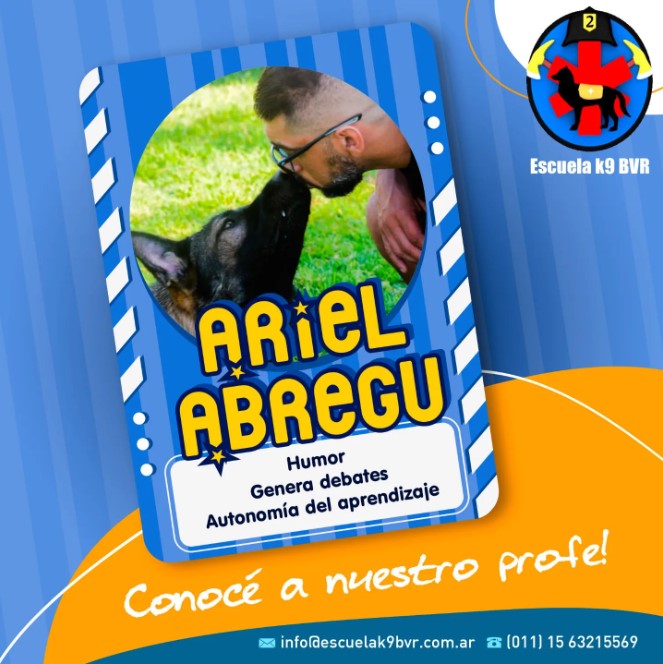 2
Escuela k9 BVR
ARiEL
ABREGU
Humor
Genera debates
Autonomía del aprendizaje
Conocé a nuestro profe!
info@escuelak9bvr.com.ar (011) 15 63215569